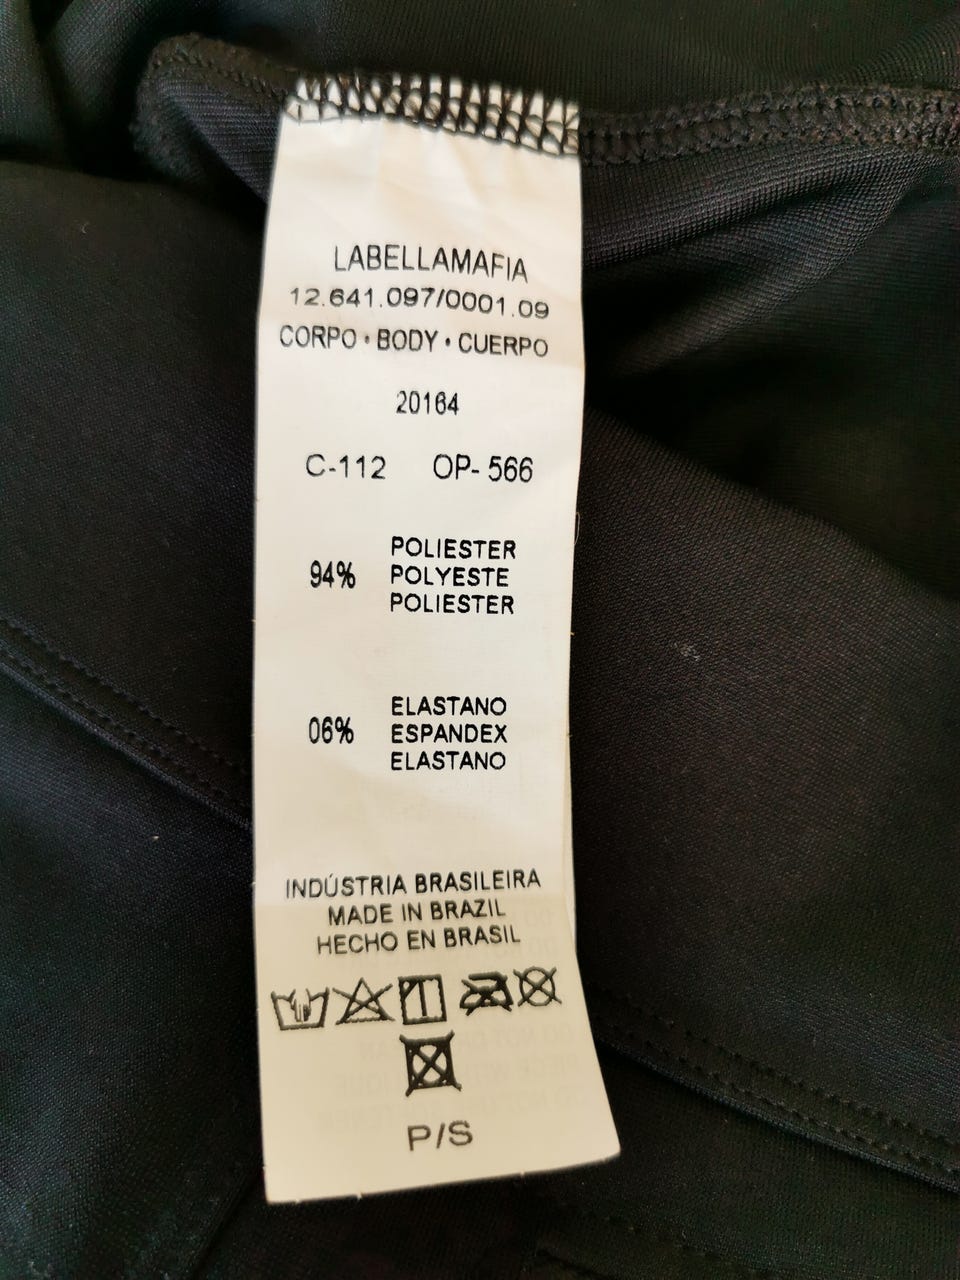 LABELLAMAFIA
12.641.097/0001.09
CORPO • BODY • CUERPO
20164
C-112 OP- 566
94% POLIESTER
POLYESTE
POLIESTER
06% ELASTANO
ESPANDEX
ELASTANO
INDÚSTRIA BRASILEIRA
MADE IN BRAZIL
HECHO EN BRASIL
P/S